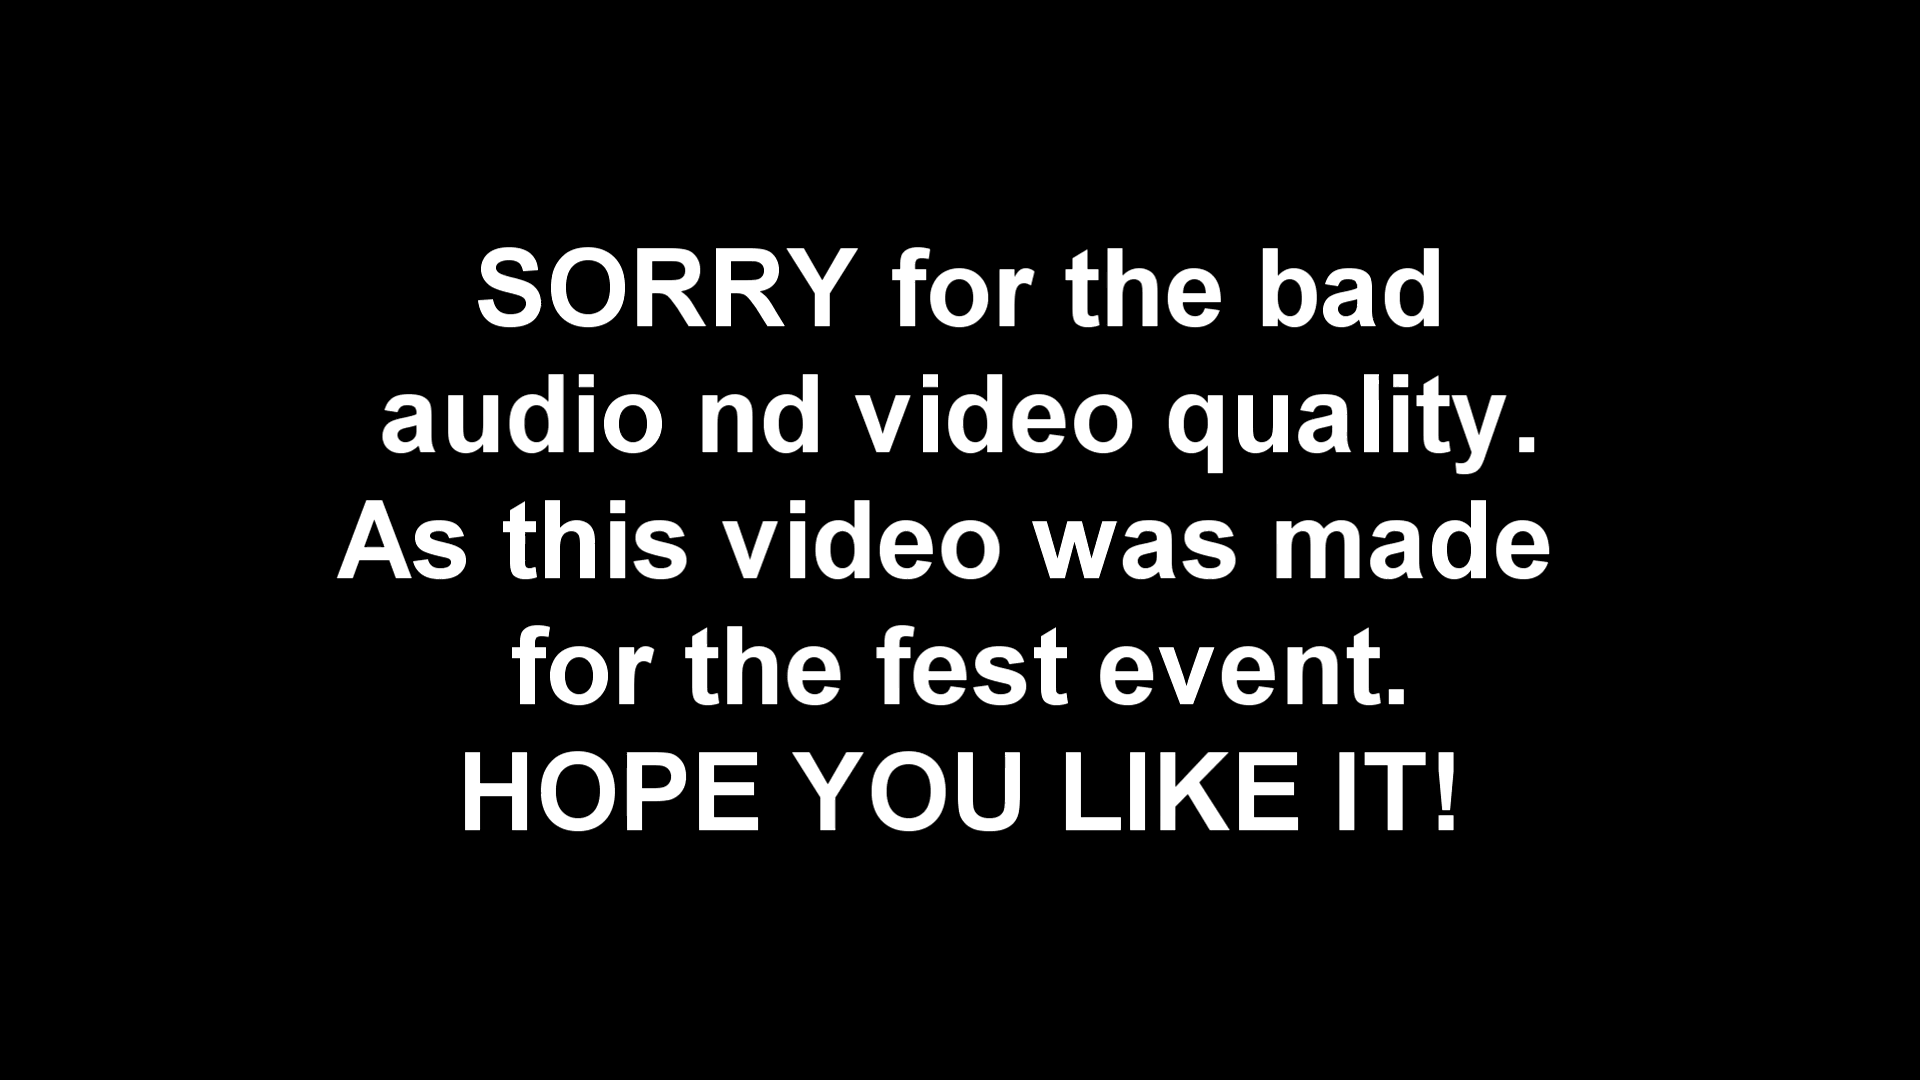 SORRY for the bad
audio nd video quality.
As this video was made
for the fest event.
HOPE YOU LIKE IT!